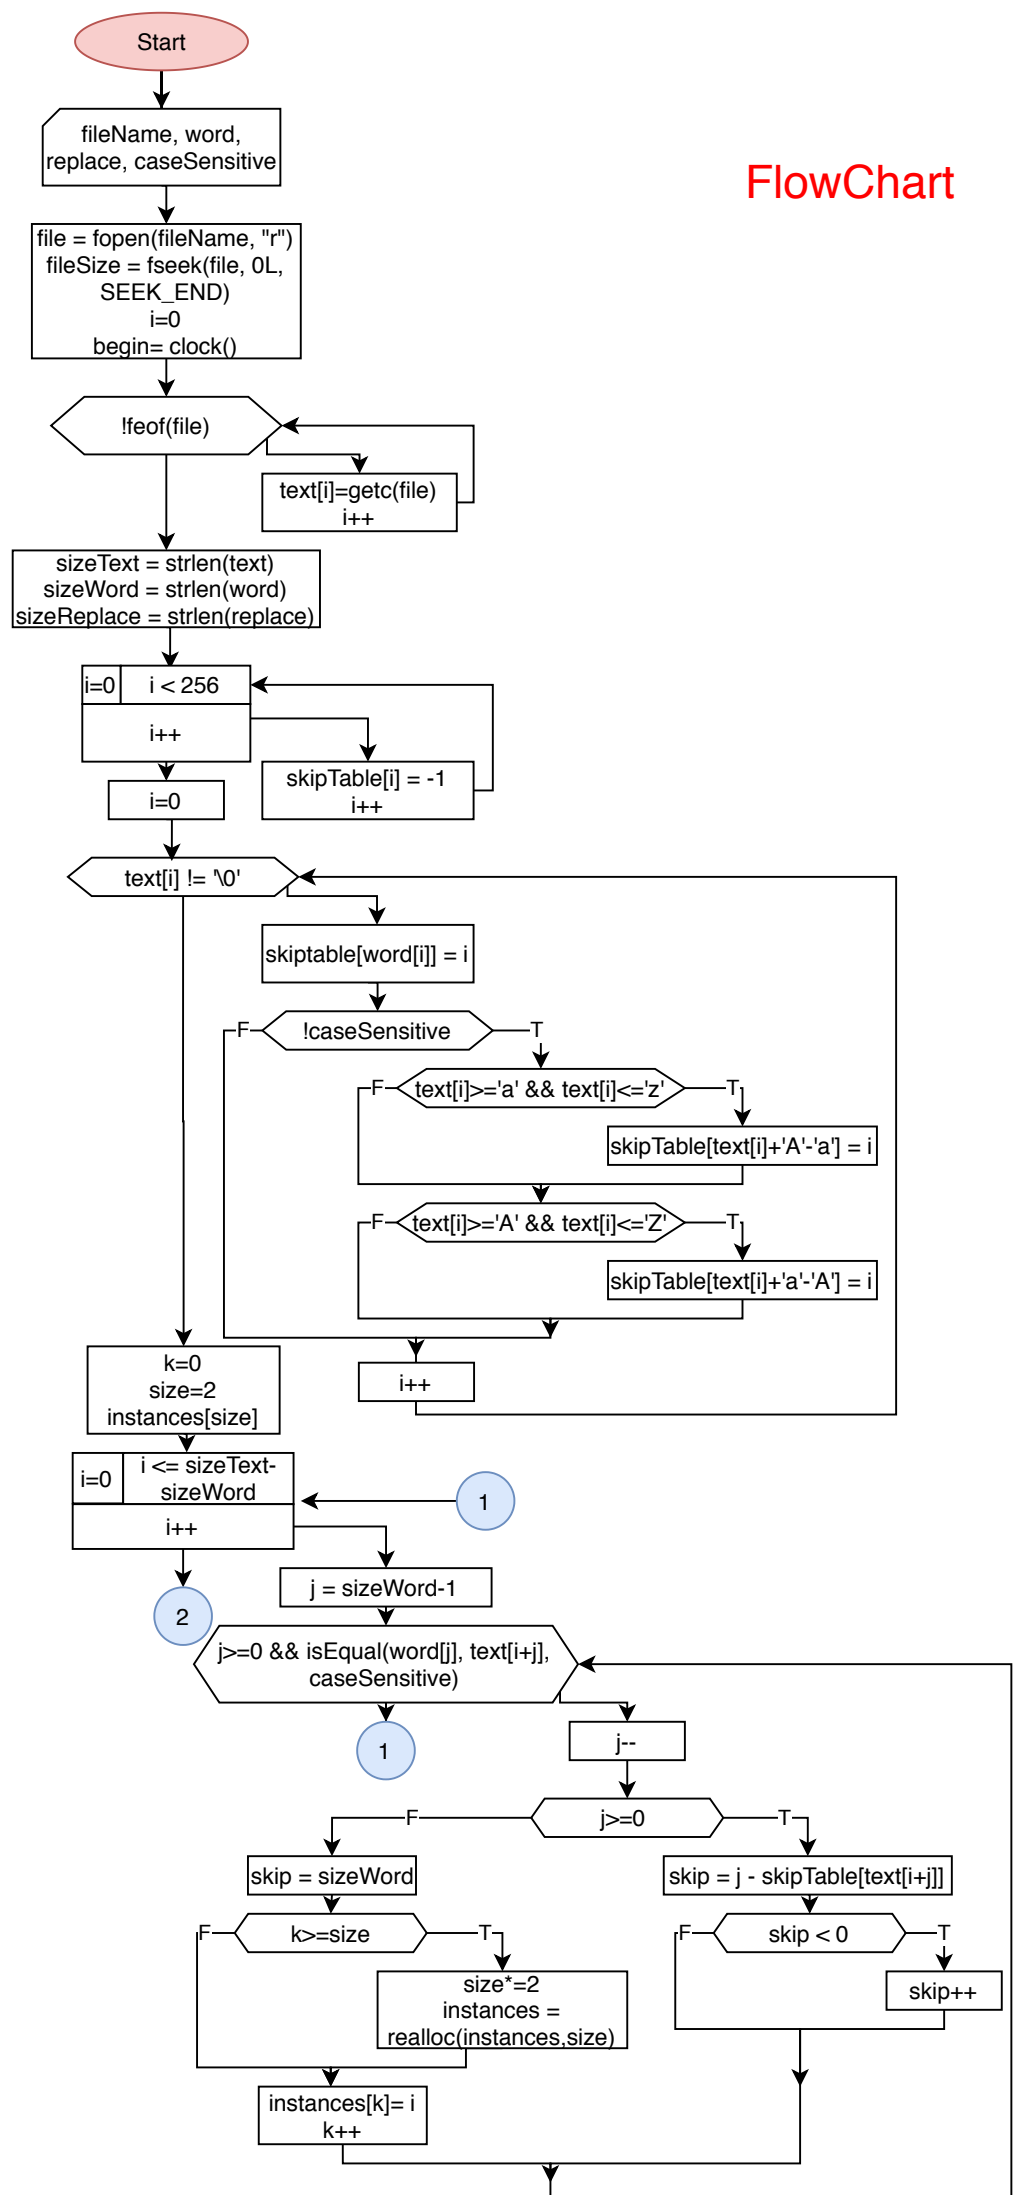 Start
fileName, word,
replace, caseSensitive
FlowChart
file = fopen(fileName, "r")
fileSize = fseek(file, 0L,
SEEK_END)
i=0
begin= clock()
!feof(file)
text[i]=getc(file)
i++
sizeText = strlen(text)
sizeWord = strlen(word)
sizeReplace = strlen(replace)
i=0
i < 256
i++
skipTable[i] = -1
i++
i=0
text[i] != '\0'
skiptable[word[i]] = i
F
!caseSensitive
T
F
text[i]>='a' && text[i]<='z'
T
skipTable[text[i]+'A'-'a'] = i
F
text[i]>='A' && text[i]<='Z'
T
skipTable[text[i]+'a'-'A'] = i
k=0
size=2
instances[size]
i++
i=0
i <= sizeText-
sizeWord
1
i++
j = sizeWord-1
2
j>=0 && isEqual(word[j], text[i+j],
caseSensitive)
1
j--
F
j>=0
T
skip = sizeWord
skip = j - skipTable[text[i+j]]
F
k>=size
T
F
skip < 0
T
size*=2
instances =
realloc(instances,size)
skip++
instances[k]= i
k++